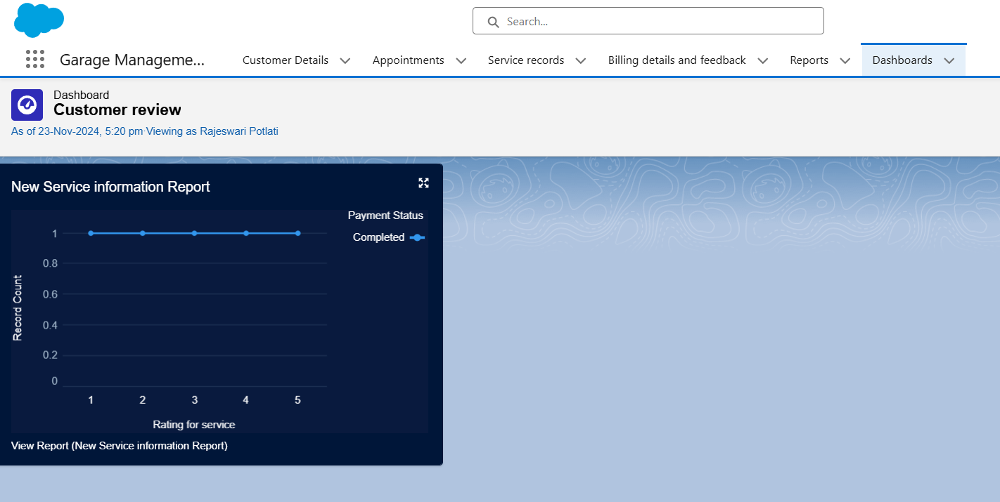 Search...
Garage Manageme...
Customer Details
Appointments
Service records
Billing details and feedback
Reports
Dashboards
Dashboard
Customer review
As of 23-Nov-2024, 5:20 pm·Viewing as Rajeswari Potlati
New Service information Report
Payment Status
Completed
Record Count
1
0.8
0.6
0.4
0.2
0
1 2 3 4 5
Rating for service
View Report (New Service information Report)